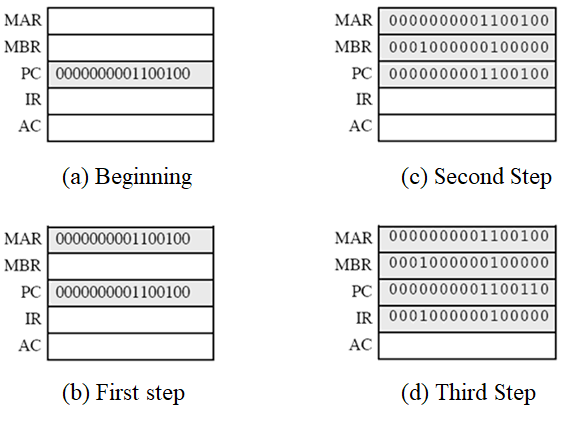 MAR
MBR
PC 0000000001100100
IR
AC
(a) Beginning
MAR 0000000001100100
MBR
PC 0000000001100100
IR
AC
(b) First step
MAR 0000000001100100
MBR 0001000000100000
PC 0000000001100100
IR
AC
(c) Second Step
MAR 0000000001100100
MBR 0001000000100000
PC 0000000001100110
IR 0001000000100000
AC
(d) Third Step